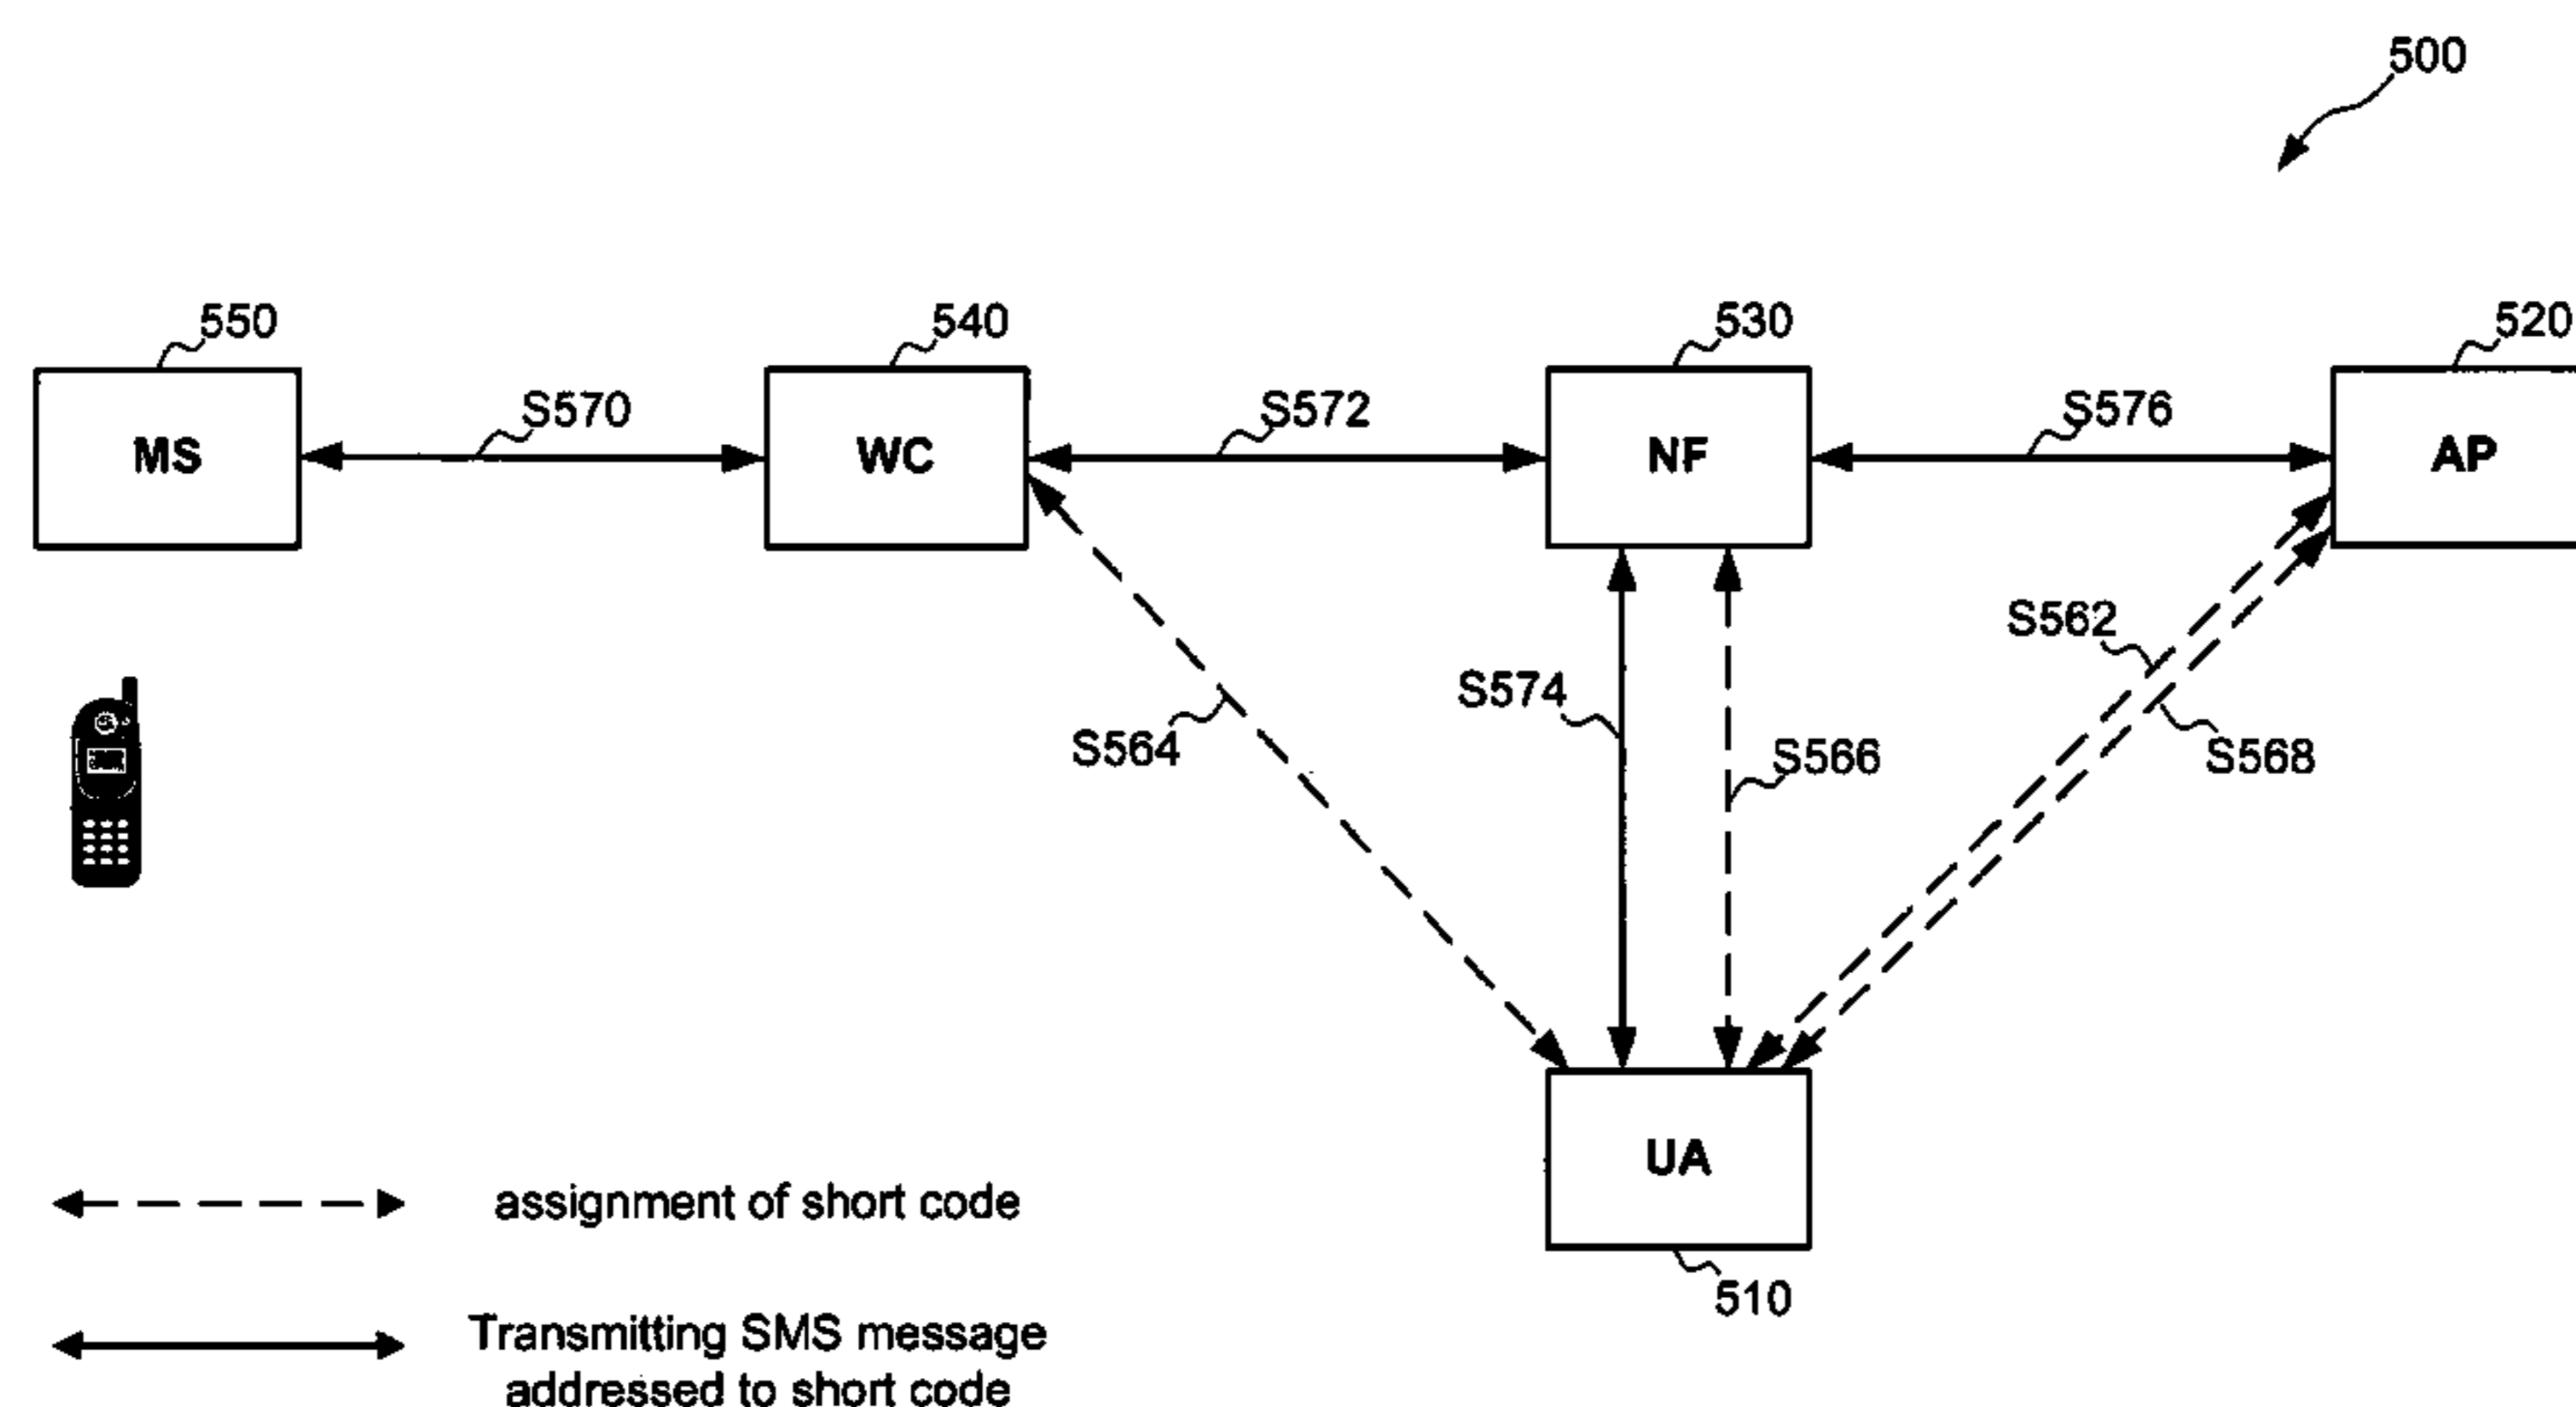 500
550
540
530
520
S570
S572
S576
MS
WC
NF
AP
S562
S574
S564
S566
S568
UA
assignment of short code
510
Transmitting SMS message
addressed to short code